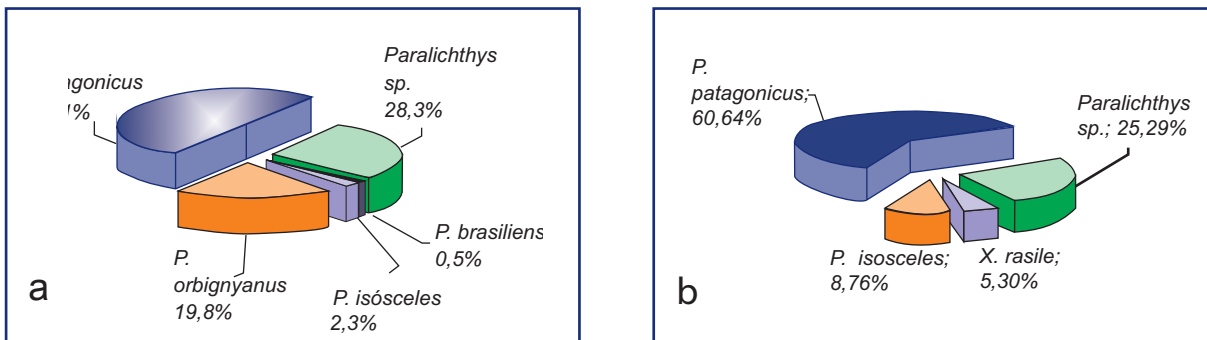 agonicus
1%
Paralichthys
sp.
28,3%
P. brasiliens
0,5%
P. isósceles
2,3%
P.
orbignyanus
19,8%
a
P.
patagonicus;
60,64%
Paralichthys
sp.; 25,29%
X. rasile;
5,30%
P. isosceles;
8,76%
b